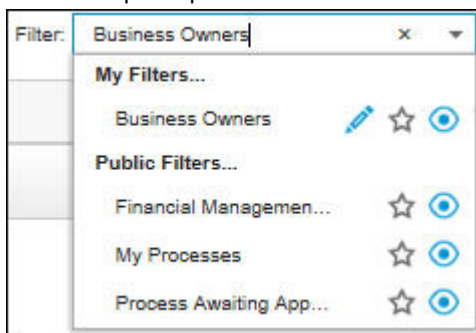 Filter: Business Owners
My Filters...
Business Owners
Public Filters...
Financial Managemen...
My Processes
Process Awaiting App...